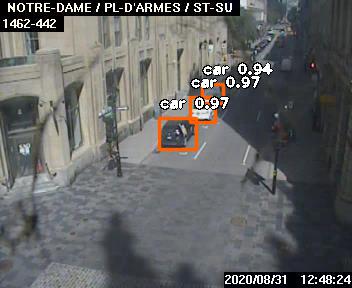 NOTRE-DAME / PL-D'ARMES / ST-SU
1462-442
car 0.94
car 0.97
car 0.97
2020/08/31 12:48:24